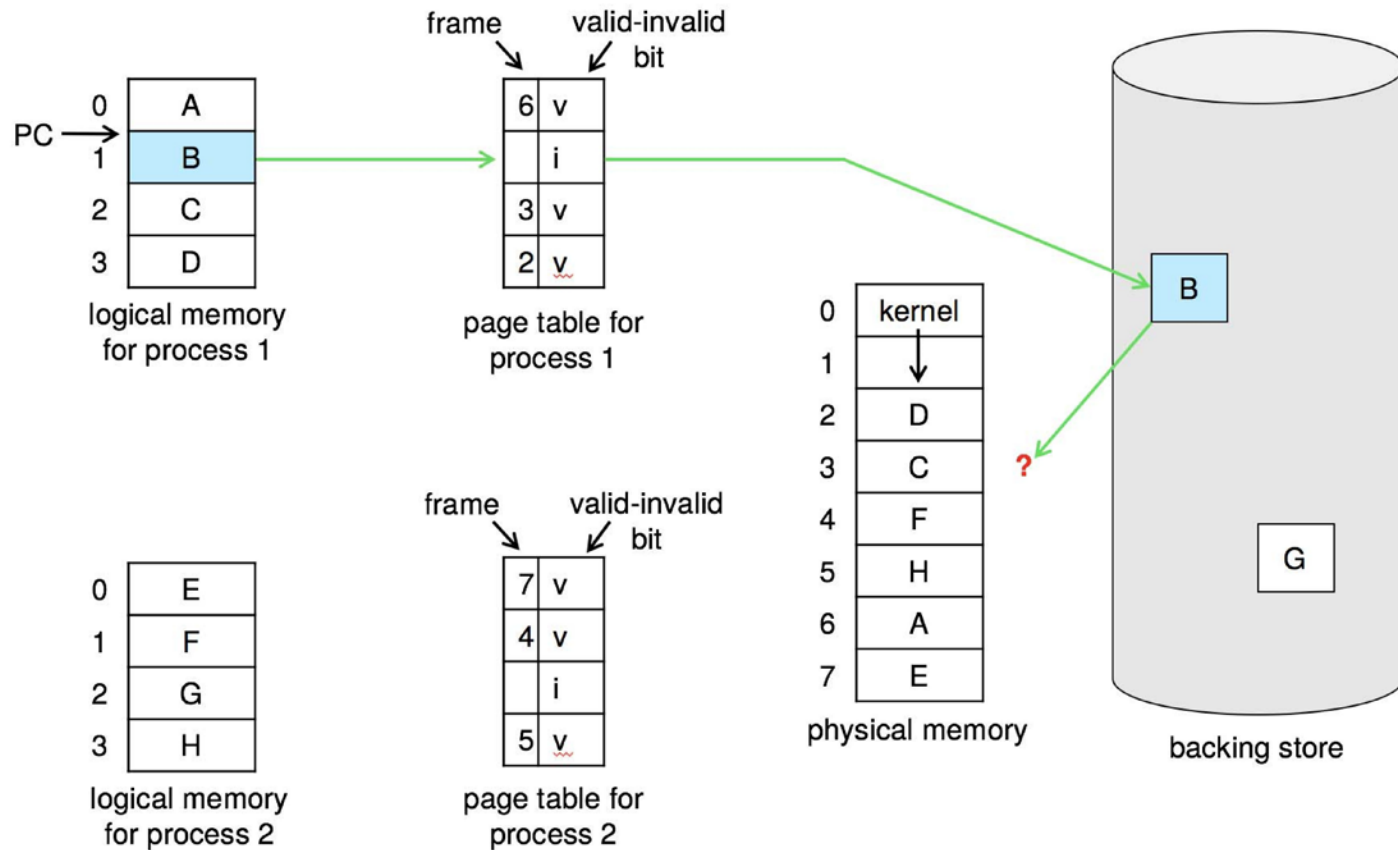 frame
valid-invalid
bit
0 A
PC
1 B
2 C
3 D
logical memory
for process 1
6 v
i
3 v
2 v
page table for
process 1
0 kernel
1
2 D
3 C
4 F
5 H
6 A
7 E
physical memory
?
B
G
backing store
frame
valid-invalid
bit
0 E
1 F
2 G
3 H
logical memory
for process 2
7 v
4 v
i
5 v
page table for
process 2